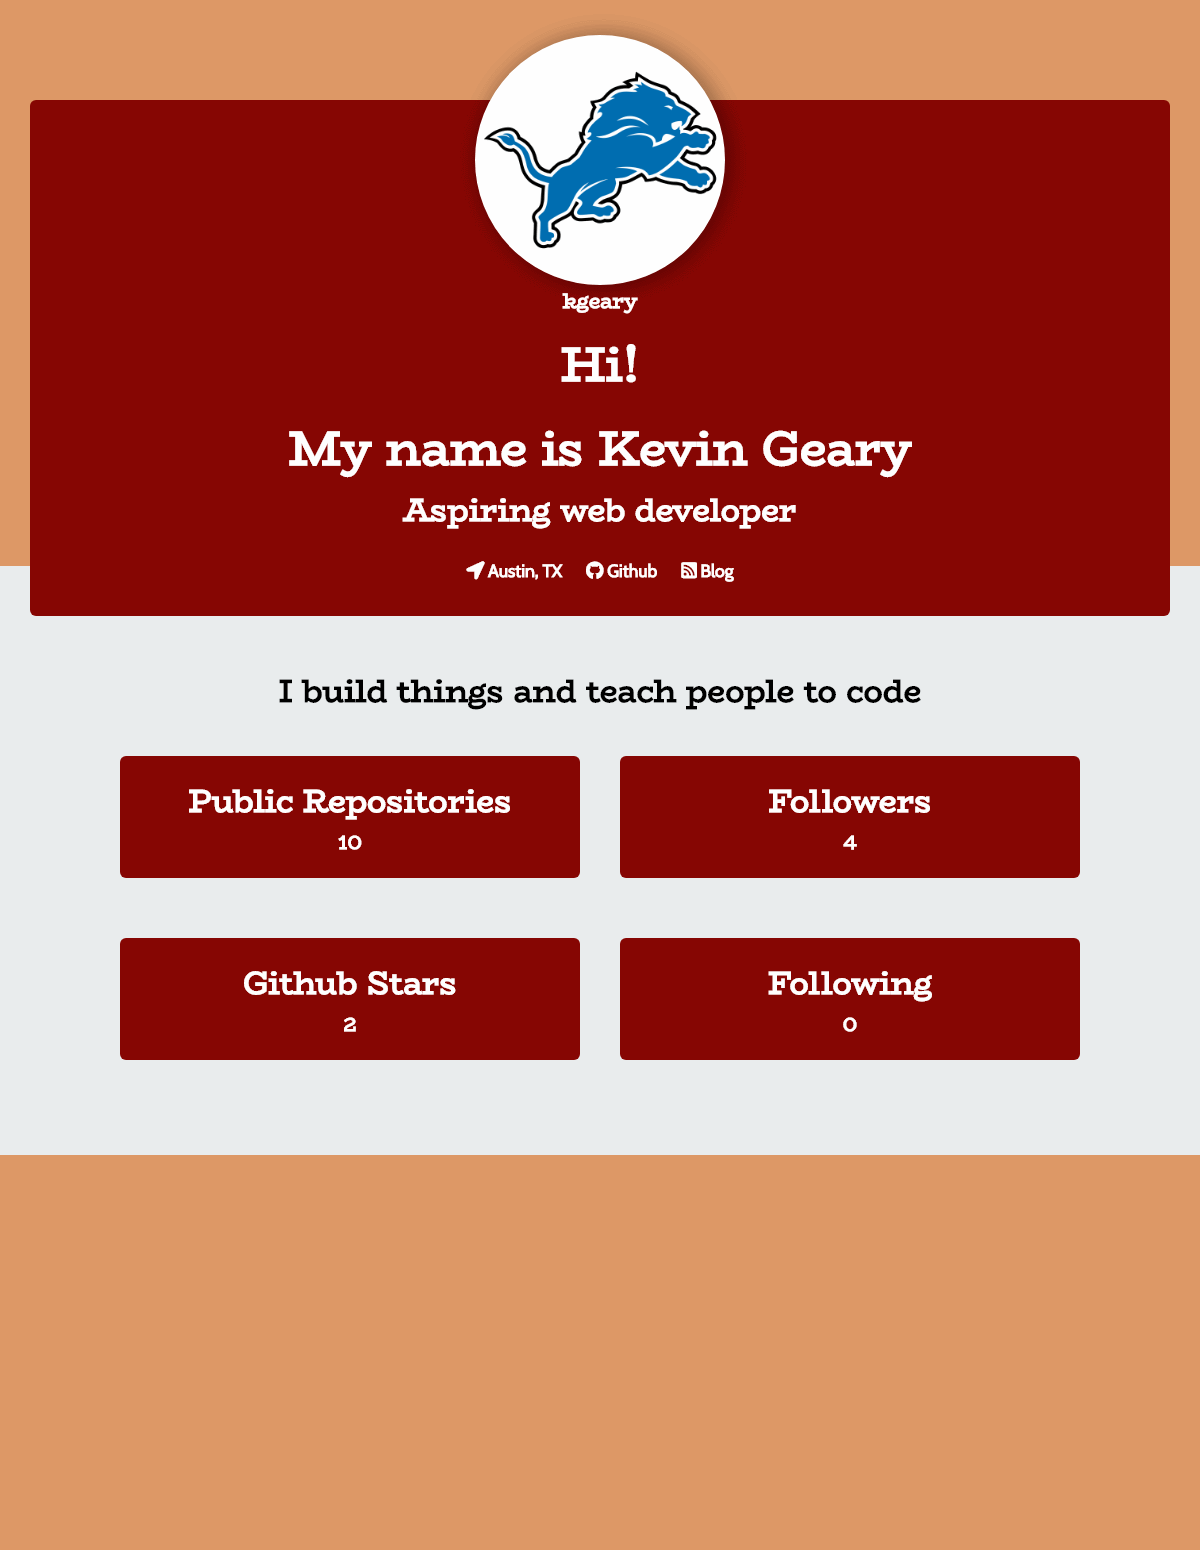 kgeary
Hi!
My name is Kevin Geary
Aspiring web developer
Austin, TX Github Blog
I build things and teach people to code
Public Repositories
10
Followers
4
Github Stars
2
Following
0